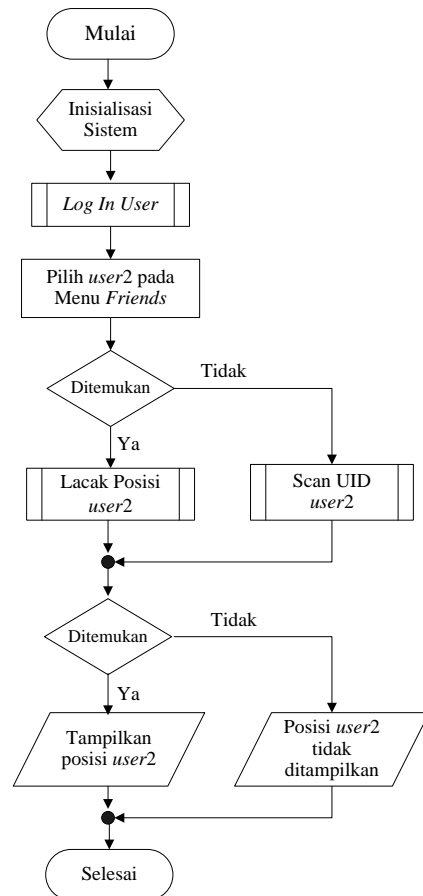 Mulai
Inisialisasi
Sistem
Log In User
Pilih user2 pada
Menu Friends
Ditemukan
Tidak
Ya
Lacak Posisi
user2
Scan UID
user2
Ditemukan
Tidak
Ya
Tampilkan
posisi user2
Posisi user2
tidak
ditampilkan
Selesai